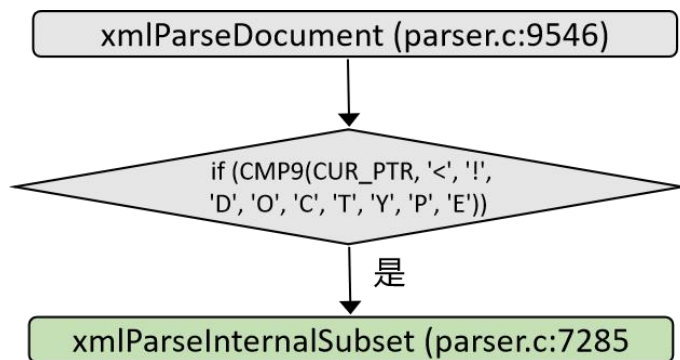 xmlParseDocument (parser.c:9546)
if (CMP9(CUR_PTR, '<', '!',
'D', 'O', 'C', 'T', 'Y', 'P', 'E'))
是
xmlParseInternalSubset (parser.c:7285